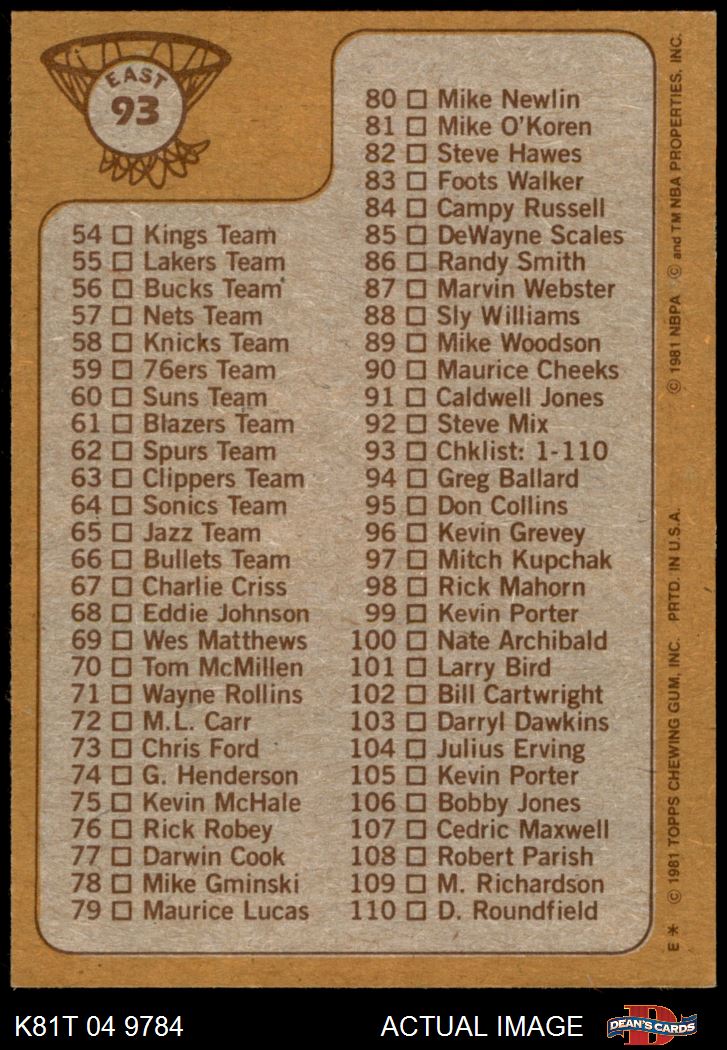 EAST
93
54 Kings Team
55 Lakers Team
56 Bucks Team
57 Nets Team
58 Knicks Team
59 76ers Team
60 Suns Team
61 Blazers Team
62 Spurs Team
63 Clippers Team
64 Sonics Team
65 Jazz Team
66 Bullets Team
67 Charlie Criss
68 Eddie Johnson
69 Wes Matthews
70 Tom McMillen
71 Wayne Rollins
72 M.L. Carr
73 Chris Ford
74 G. Henderson
75 Kevin McHale
76 Rick Robey
77 Darwin Cook
78 Mike Gminski
79 Maurice Lucas
80 Mike Newlin
81 Mike O'Koren
82 Steve Hawes
83 Foots Walker
84 Campy Russell
85 DeWayne Scales
86 Randy Smith
87 Marvin Webster
88 Sly Williams
89 Mike Woodson
90 Maurice Cheeks
91 Caldwell Jones
92 Steve Mix
93 Chklist: 1-110
94 Greg Ballard
95 Don Collins
96 Kevin Grevey
97 Mitch Kupchak
98 Rick Mahorn
99 Kevin Porter
100 Nate Archibald
101 Larry Bird
102 Bill Cartwright
103 Darryl Dawkins
104 Julius Erving
105 Kevin Porter
106 Bobby Jones
107 Cedric Maxwell
108 Robert Parish
109 M. Richardson
110 D. Roundfield
E * © 1981 TOPPS CHEWING GUM, INC. PRTD. IN U.S.A. © 1981 NBPA © and TM NBA PROPERTIES, INC.
K81T 04 9784 ACTUAL IMAGE
DEAN'S CARDS